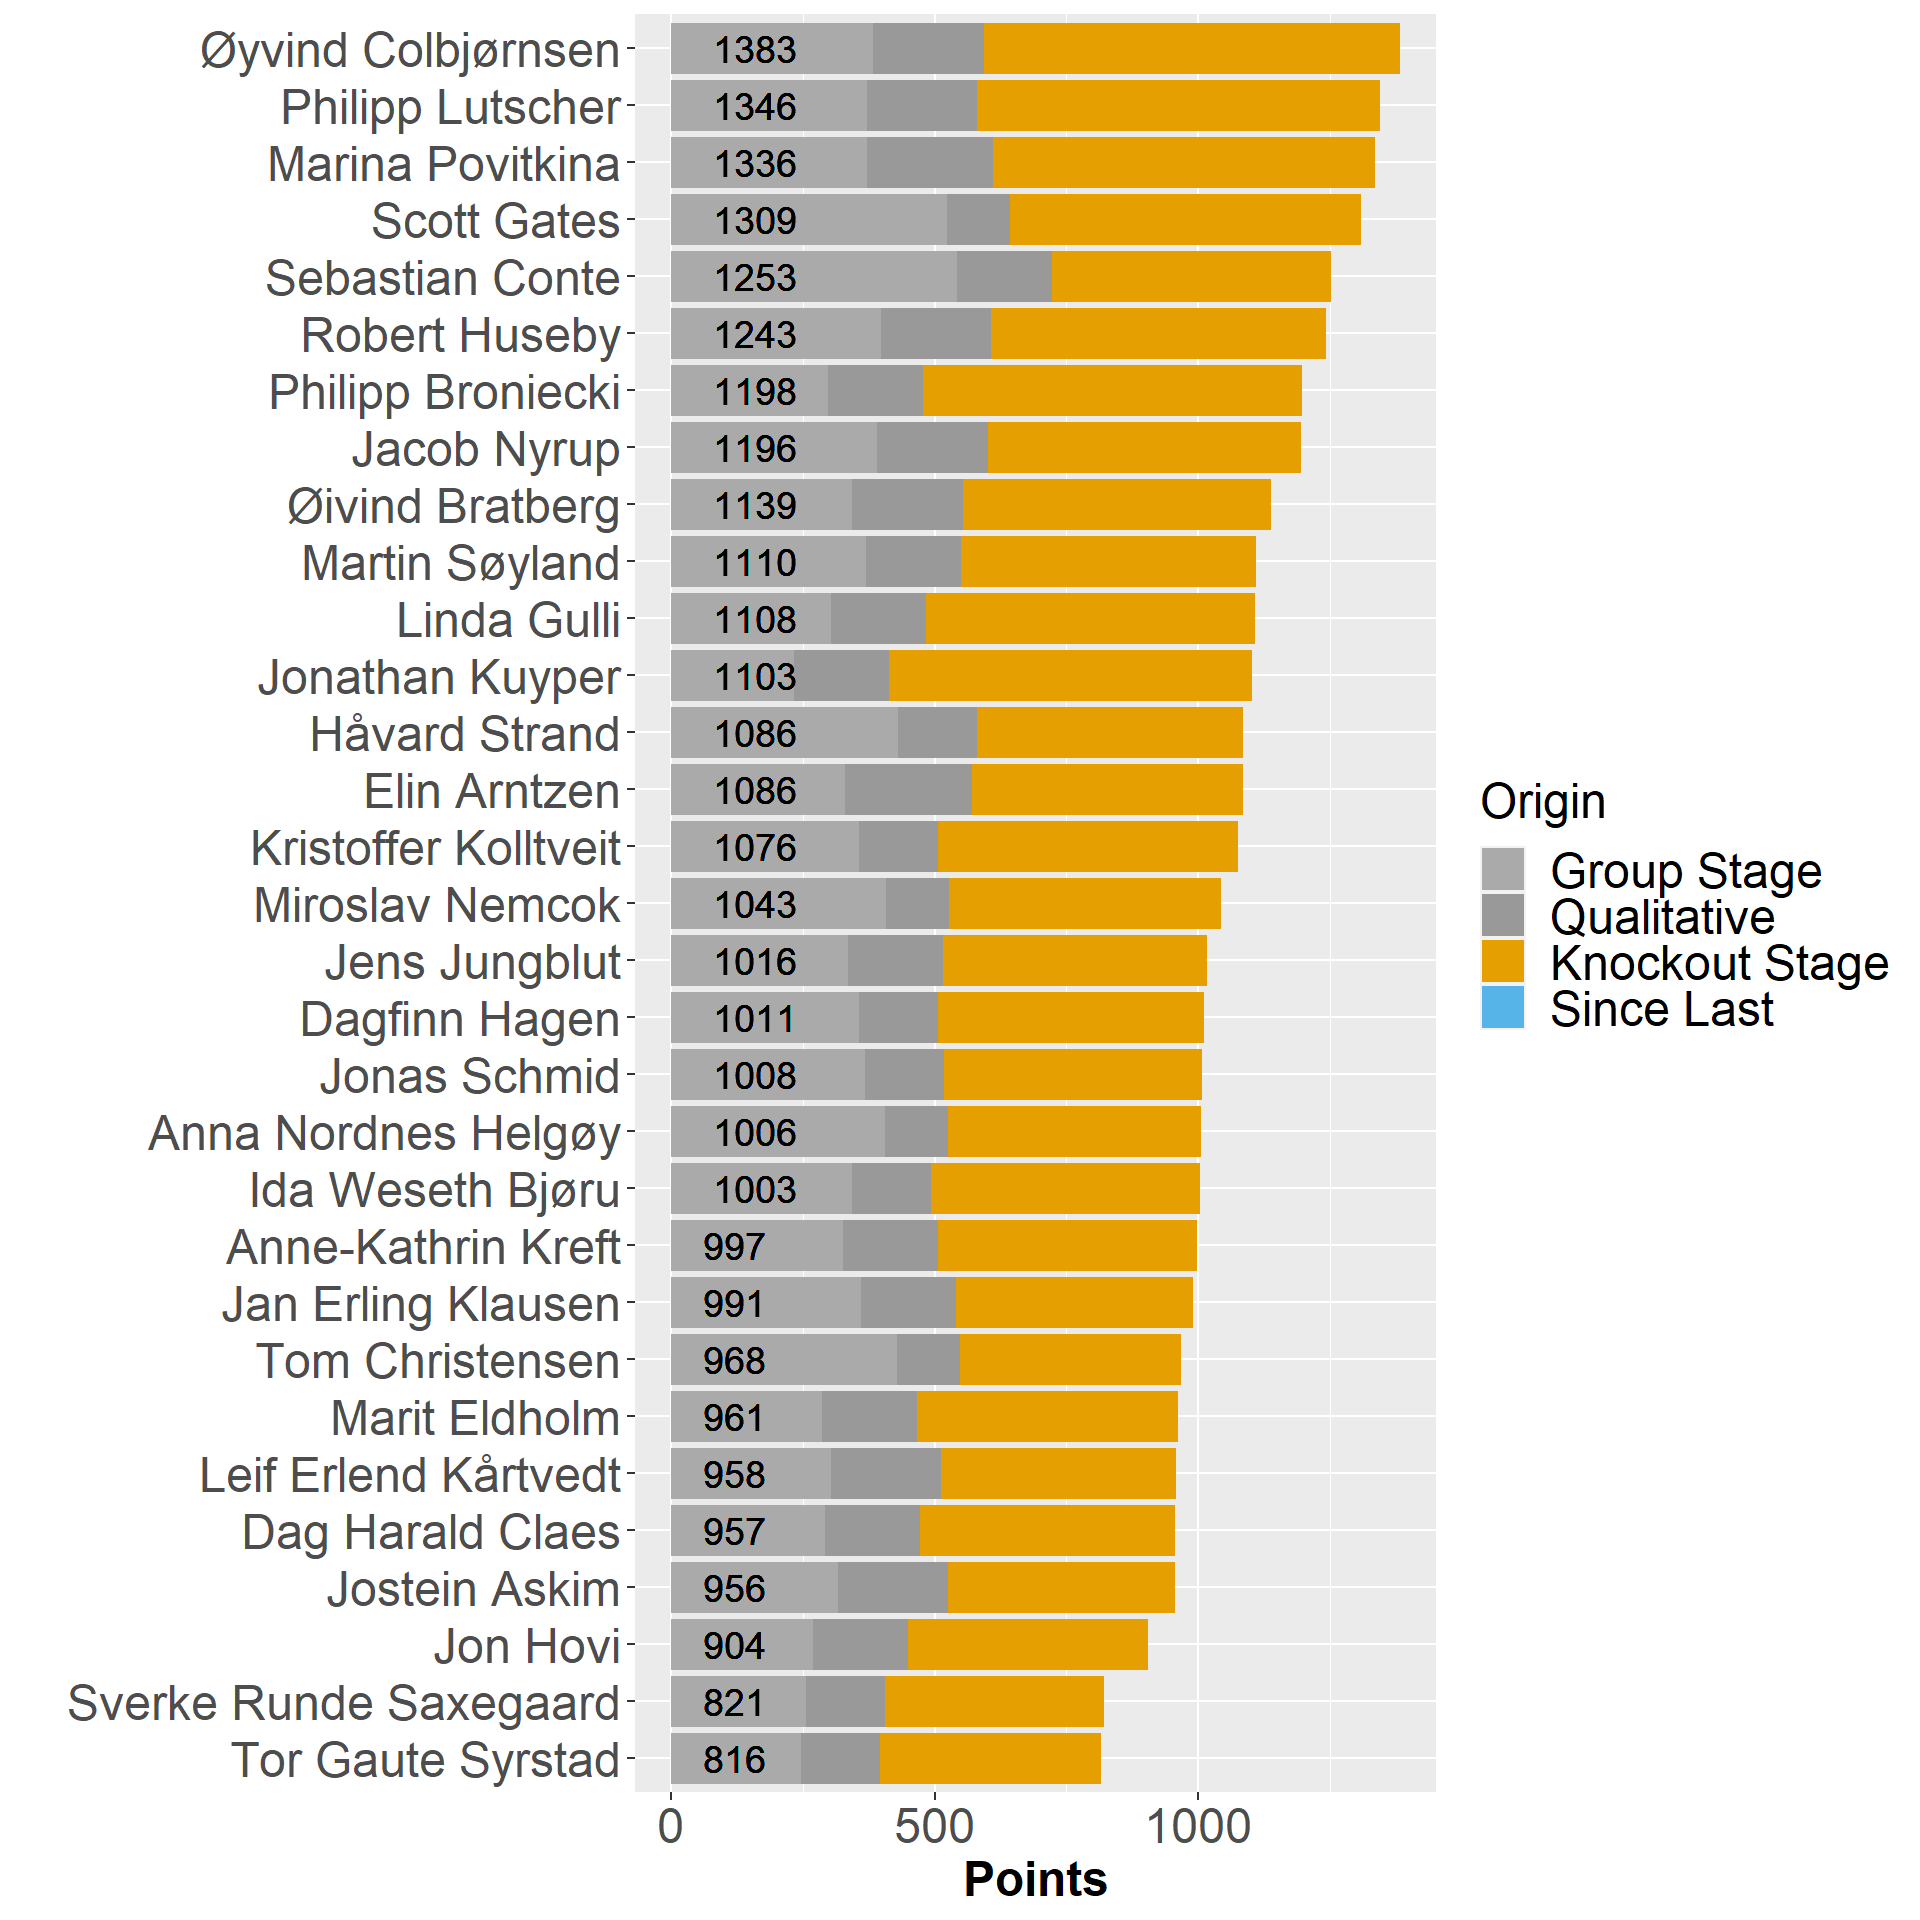 Øyvind Colbjørnsen 1383
Philipp Lutscher 1346
Marina Povitkina 1336
Scott Gates 1309
Sebastian Conte 1253
Robert Huseby 1243
Philipp Broniecki 1198
Jacob Nyrup 1196
Øivind Bratberg 1139
Martin Søyland 1110
Linda Gulli 1108
Jonathan Kuyper 1103
Håvard Strand 1086
Elin Arntzen 1086
Kristoffer Kolltveit 1076
Miroslav Nemcok 1043
Jens Jungblut 1016
Dagfinn Hagen 1011
Jonas Schmid 1008
Anna Nordnes Helgøy 1006
Ida Weseth Bjøru 1003
Anne-Kathrin Kreft 997
Jan Erling Klausen 991
Tom Christensen 968
Marit Eldholm 961
Leif Erlend Kårtvedt 958
Dag Harald Claes 957
Jostein Askim 956
Jon Hovi 904
Sverke Runde Saxegaard 821
Tor Gaute Syrstad 816
0 500 1000
Points
Origin
Group Stage
Qualitative
Knockout Stage
Since Last